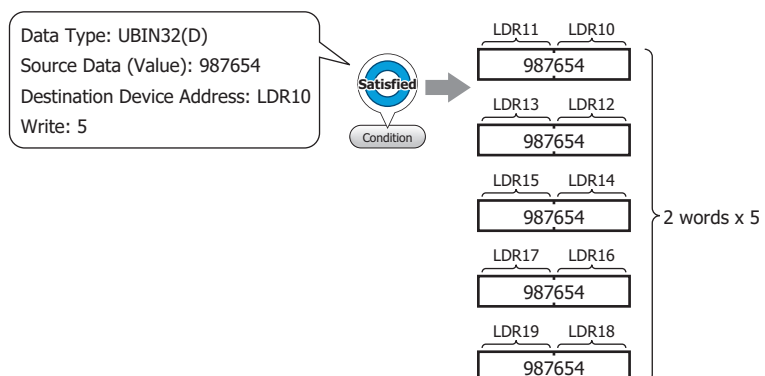 Data Type: UBIN32(D)
Source Data (Value): 987654
Destination Device Address: LDR10
Write: 5
Satisfied
Condition
LDR11 LDR10
987654
LDR13 LDR12
987654
LDR15 LDR14
987654
2 words x 5
LDR17 LDR16
987654
LDR19 LDR18
987654